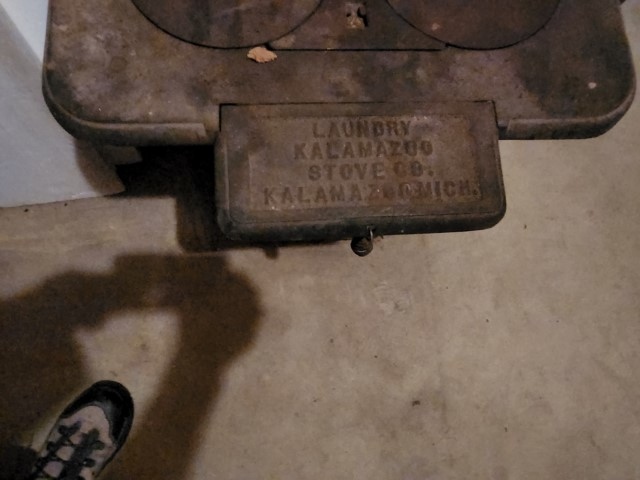 LAUNDRY
KALAMAZOO
STOVE CO.
KALAMAZOO, MICH.